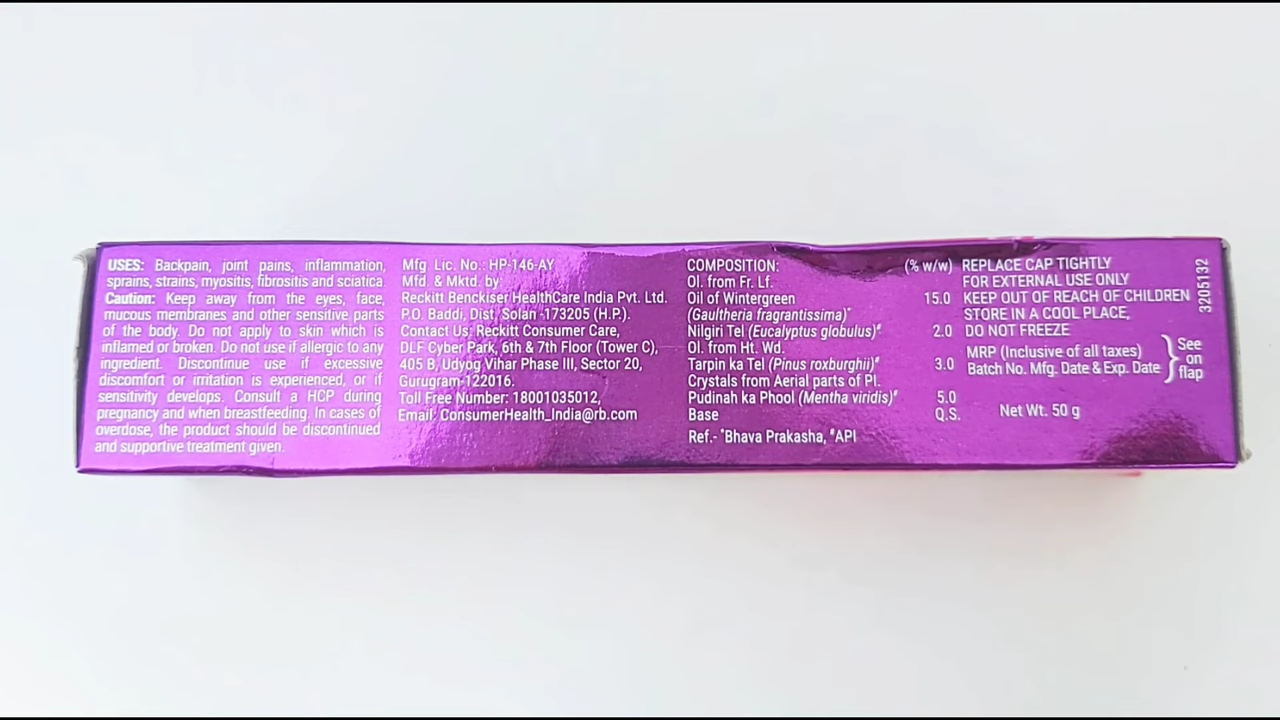 USES: Backpain, joint pains, inflammation,
sprains, strains, myositis, fibrositis and sciatica.
Caution: Keep away from the eyes, face,
mucous membranes and other sensitive parts
of the body. Do not apply to skin which is
inflamed or broken. Do not use if allergic to any
ingredient. Discontinue use if excessive
discomfort or irritation is experienced, or if
sensitivity develops. Consult a HCP during
pregnancy and when breastfeeding. In cases of
overdose, the product should be discontinued
and supportive treatment given.
Mfg. Lic. No.: HP-146-AY
Mfd. & Mktd. by
Reckitt Benckiser HealthCare India Pvt. Ltd.
P.O. Baddi, Dist, Solan -173205 (H.P.).
Contact Us: Reckitt Consumer Care,
DLF Cyber Park, 6th & 7th Floor (Tower C),
405 B, Udyog Vihar Phase III, Sector 20,
Gurugram-122016.
Toll Free Number: 18001035012,
Email: ConsumerHealth_India@rb.com
COMPOSITION: (% w/w)
Ol. from Fr. Lf.
Oil of Wintergreen 15.0
(Gaultheria fragrantissima)*
Nilgiri Tel (Eucalyptus globulus)# 2.0
Ol. from Ht. Wd.
Tarpin ka Tel (Pinus roxburghii)# 3.0
Crystals from Aerial parts of Pl.
Pudinah ka Phool (Mentha viridis)# 5.0
Base Q.S.
Ref.- *Bhava Prakasha, #API
REPLACE CAP TIGHTLY
FOR EXTERNAL USE ONLY
KEEP OUT OF REACH OF CHILDREN
STORE IN A COOL PLACE,
DO NOT FREEZE
MRP (Inclusive of all taxes)
Batch No. Mfg. Date & Exp. Date
See
on
flap
Net Wt. 50 g
3205132